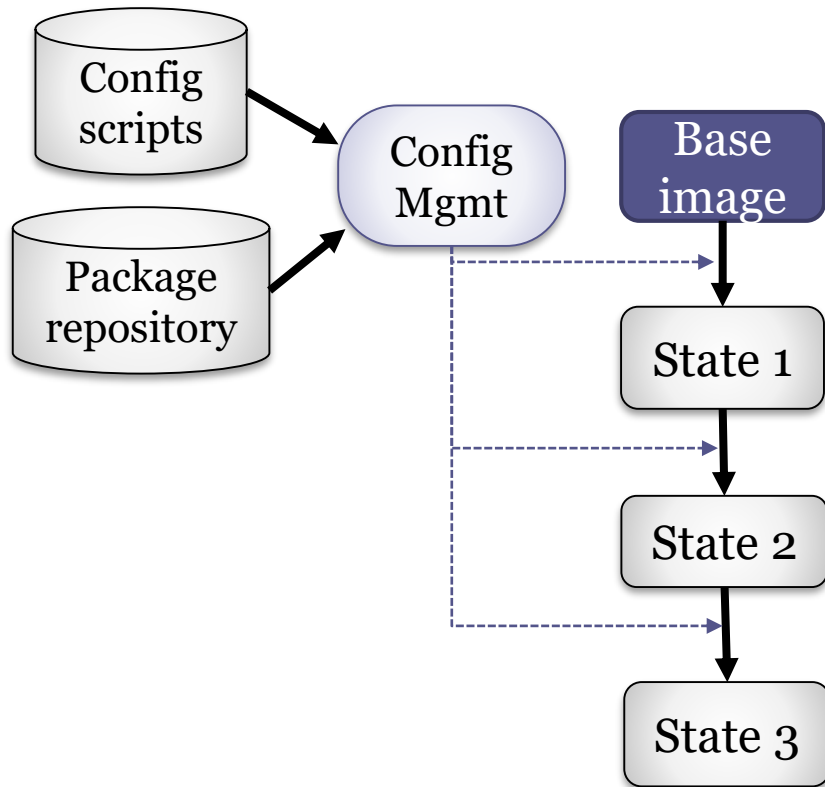 Config
scripts
Package
repository
Config
Mgmt
Base
image
State 1
State 2
State 3